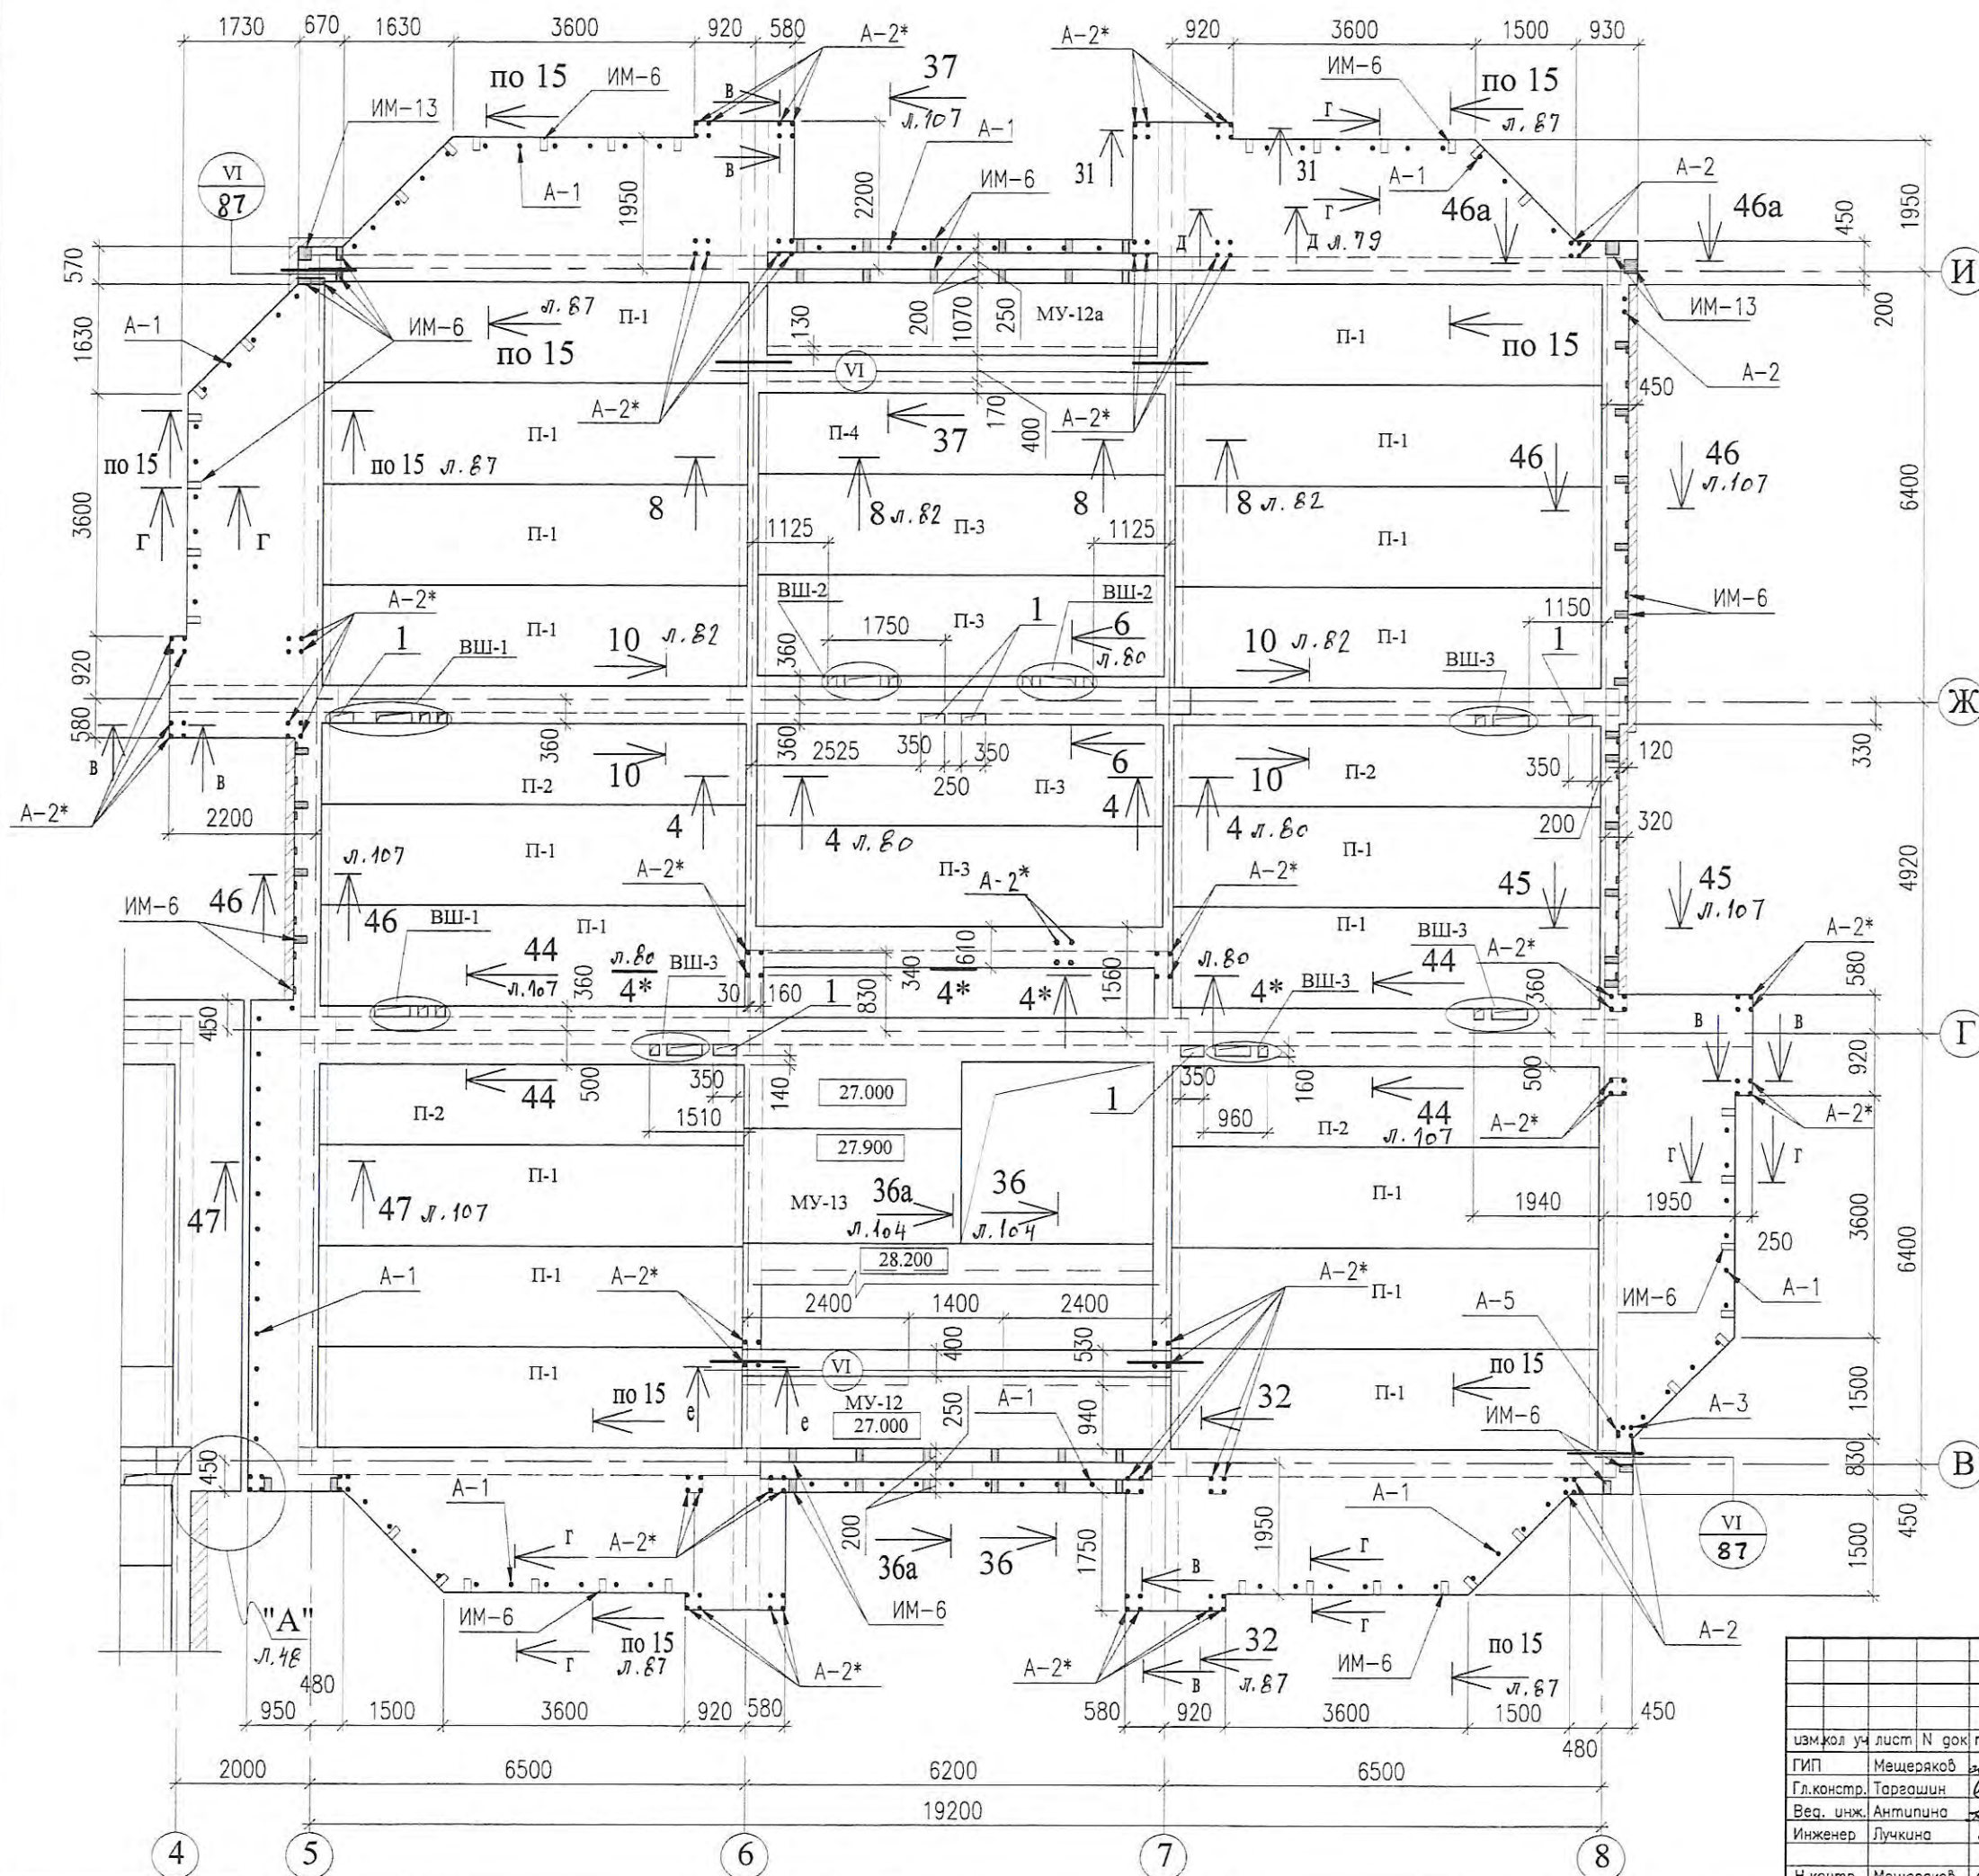 1730 670 1630 3600 920 580 А-2* А-2* 920 3600 1500 930
по 15 ИМ-6 37 ИМ-6 по 15
ИМ-13 в л.107 А-1 г л.87
VI
87
А-1 в 31 31 А-1 А-2
1950 2200 ИМ-6 г 46а 46а 450 1950
570 д д л.79
И
А-1 ИМ-6 л.87 П-1 130 200 1070 250 МУ-12а П-1 ИМ-13 200
1630 по 15 по 15 А-2
VI
450
А-2* 170 А-2*
П-1 П-4 37 400 П-1
по 15 по 15 л.87 46 46
л.107
6400
3600 8 8 л.82 8 8 л.82
г г П-1 1125 П-3 1125 П-1
А-2* ВШ-2 ВШ-2 ИМ-6
1 ВШ-1 П-1 10 л.82 1750 П-3 1 6 10 л.82 П-1 1150 1
920 360 л.80 ВШ-3
Ж
580 360 360 350 350 330
в в 10 2525 250 6 10 350 120
А-2* П-2 П-3 П-2
2200 4 4 л.80 4 4 л.80 200 320
л.107 П-1 П-1 4920
А-2* П-3 А-2* А-2*
ИМ-6 46 46 ВШ-1 П-1 45 45
л.107
П-1 ВШ-3 А-2* А-2*
44 л.80 ВШ-3 610 л.80 44 580
л.107 360 4* 30 160 1 830 340 4* 4* 1560 4* ВШ-3 360
450 в в
Г
500 350 140 27.000 350 160 500 920
П-2 44 1510 1 960 44 А-2* А-2*
27.900 П-2 л.107
г г
П-1 МУ-13 36а 36 П-1
47 47 л.107 л.104 л.104 1940 1950 3600
28.200 250
А-1 П-1 А-2* А-2* П-1 6400
2400 1400 2400 А-5 ИМ-6 А-1
400 530
VI
П-1 по 15 МУ-12 А-1 32 по 15 1500
е е 27.000 250 940 П-1 ИМ-6 А-3
450 830
В
А-1 А-1
г А-2* 200 36а 36 1750 1950 г VI
87
450
в 1500
"А" ИМ-6 по 15 ИМ-6 г А-2
л.48 г л.87 А-2* А-2* 32 ИМ-6 по 15
в л.87 л.87
480
950 1500 3600 920 580 580 920 3600 1500 450
480
2000 6500 6200 6500
19200
4 5 6 7 8
изм кол уч лист N док
ГИП Мещеряков
Гл.констр. Таргашин
Вед. инж. Антипина
Инженер Лучкина
Н.контр. Мещеряков